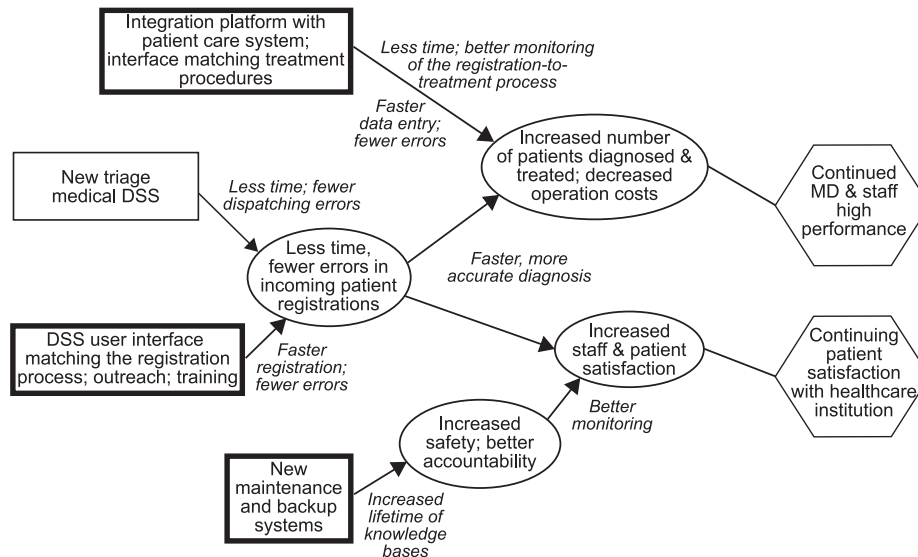 Integration platform with
patient care system;
interface matching treatment
procedures
Less time; better monitoring
of the registration-to-
treatment process
Faster
data entry;
fewer errors
Increased number
of patients diagnosed &
treated; decreased
operation costs
Continued
MD & staff
high
performance
New triage
medical DSS
Less time; fewer
dispatching errors
Less time,
fewer errors in
incoming patient
registrations
Faster, more
accurate diagnosis
DSS user interface
matching the registration
process; outreach; training
Faster
registration;
fewer errors
Increased
staff & patient
satisfaction
Continuing
patient
satisfaction
with healthcare
institution
Increased
safety; better
accountability
Better
monitoring
New
maintenance
and backup
systems
Increased
lifetime of
knowledge
bases